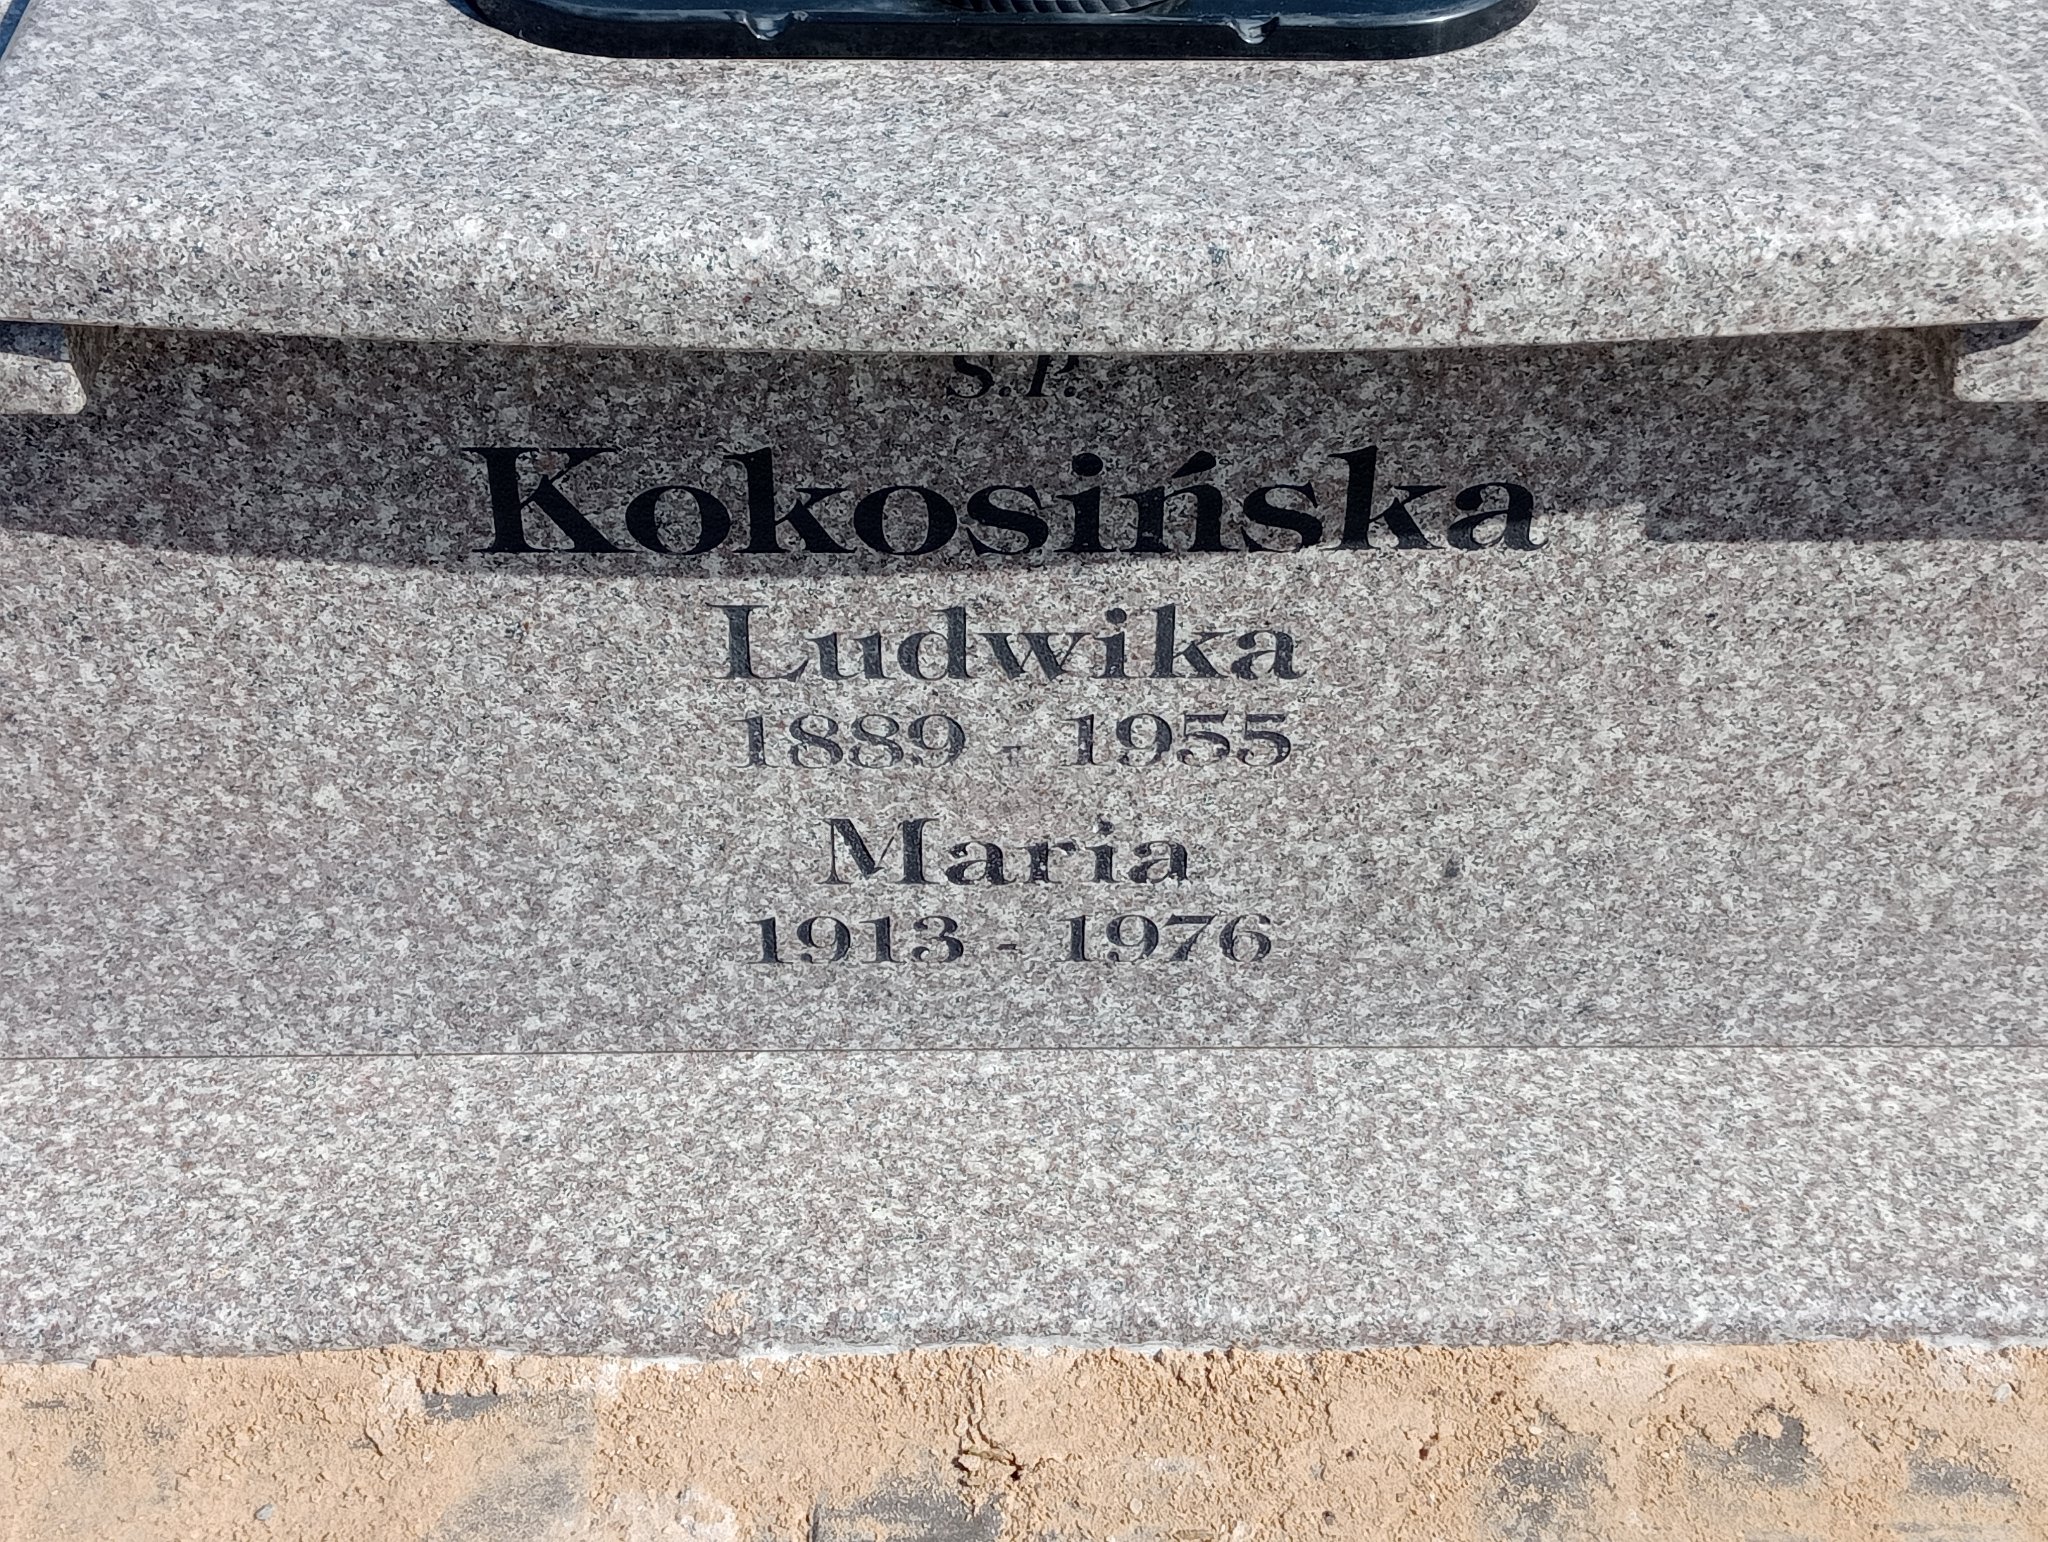 Ś.P.
Kokosińska
Ludwika
1889 - 1955
Maria
1913 - 1976